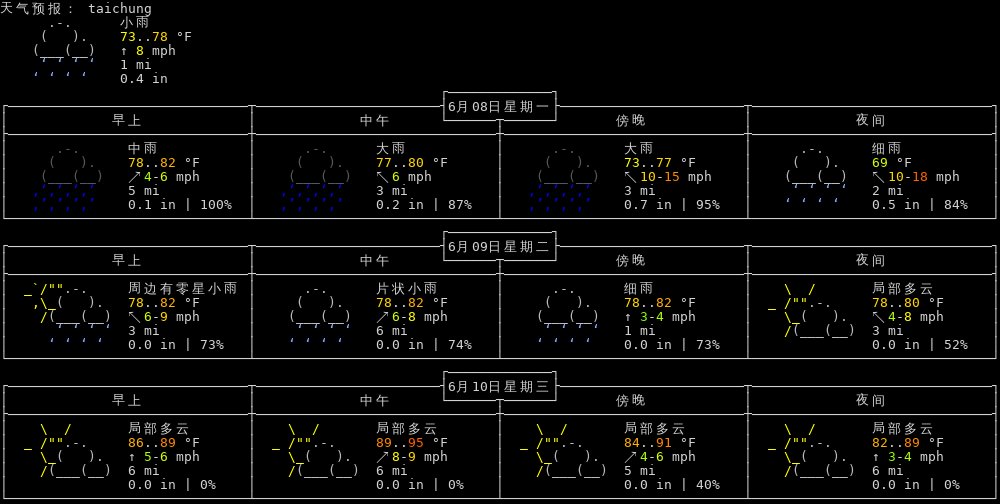 天气预报： taichung
小雨
73..78 °F
↑ 8 mph
1 mi
0.4 in
6月08日星期一
早上 中午 傍晚 夜间
中雨 大雨 大雨 细雨
78..82 °F 77..80 °F 73..77 °F 69 °F
↗ 4-6 mph ↖ 6 mph ↖ 10-15 mph ↖ 10-18 mph
5 mi 3 mi 3 mi 2 mi
0.1 in | 100% 0.2 in | 87% 0.7 in | 95% 0.5 in | 84%
6月09日星期二
早上 中午 傍晚 夜间
周边有零星小雨 片状小雨 细雨 局部多云
78..82 °F 78..82 °F 78..82 °F 78..80 °F
↖ 6-9 mph ↗ 6-8 mph ↑ 3-4 mph ↖ 4-8 mph
3 mi 6 mi 1 mi 3 mi
0.0 in | 73% 0.0 in | 74% 0.0 in | 73% 0.0 in | 52%
6月10日星期三
早上 中午 傍晚 夜间
局部多云 局部多云 局部多云 局部多云
86..89 °F 89..95 °F 84..91 °F 82..89 °F
↑ 5-6 mph ↗ 8-9 mph ↗ 4-6 mph ↑ 3-4 mph
6 mi 6 mi 5 mi 6 mi
0.0 in | 0% 0.0 in | 0% 0.0 in | 40% 0.0 in | 0%